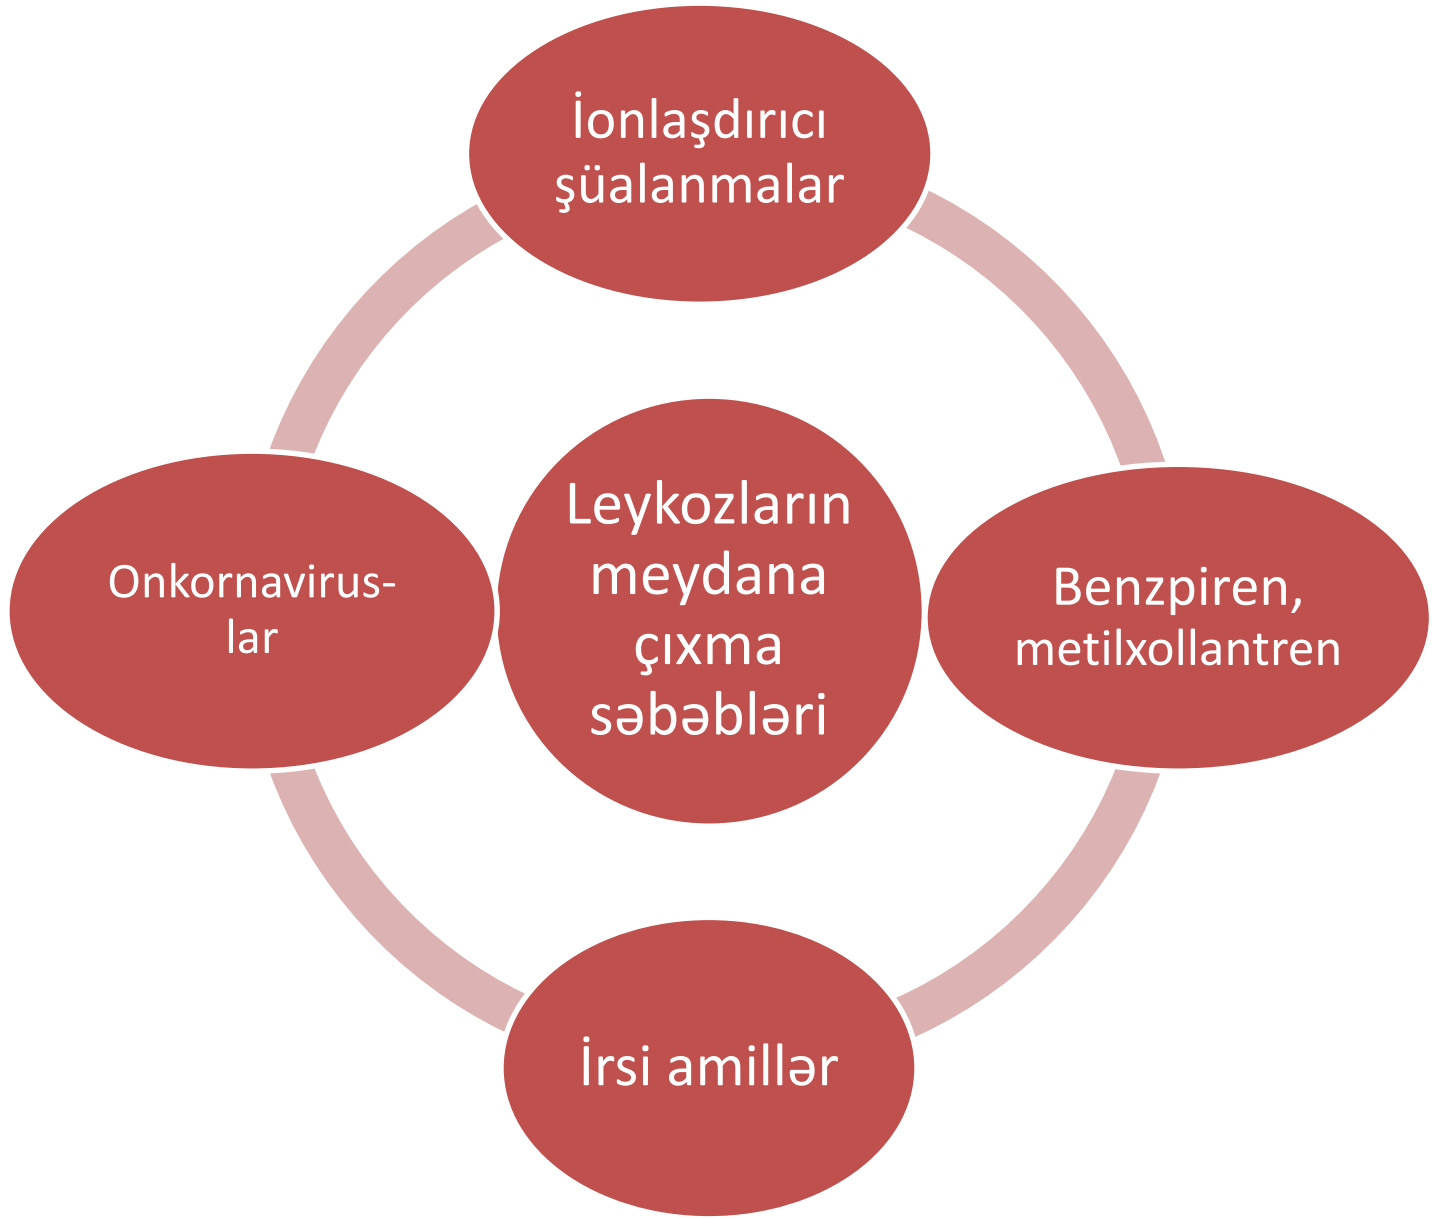 İonlaşdırıcı
şüalanmalar
Leykozların
meydana
çıxma
səbəbləri
Onkornavirus-
lar
Benzpiren,
metilxollantren
İrsi amillər